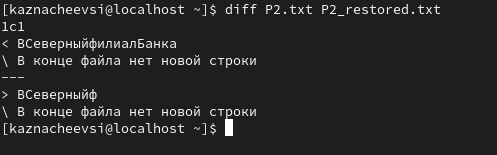 [kaznacheevsi@localhost ~]$ diff P2.txt P2_restored.txt
1c1
< ВСеверныйфилиалБанка
\ В конце файла нет новой строки
---
> ВСеверныйф
\ В конце файла нет новой строки
[kaznacheevsi@localhost ~]$